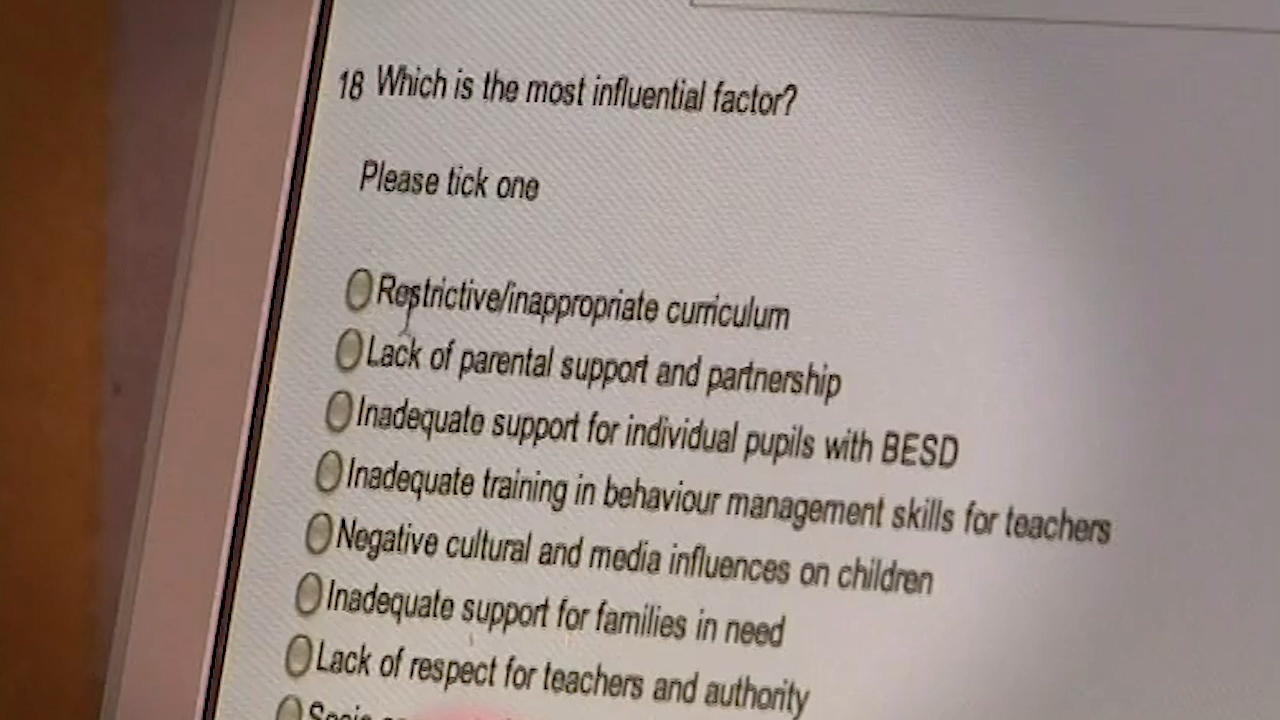 18 Which is the most influential factor?
Please tick one
Restrictive/inappropriate curriculum
Lack of parental support and partnership
Inadequate support for individual pupils with BESD
Inadequate training in behaviour management skills for teachers
Negative cultural and media influences on children
Inadequate support for families in need
Lack of respect for teachers and authority